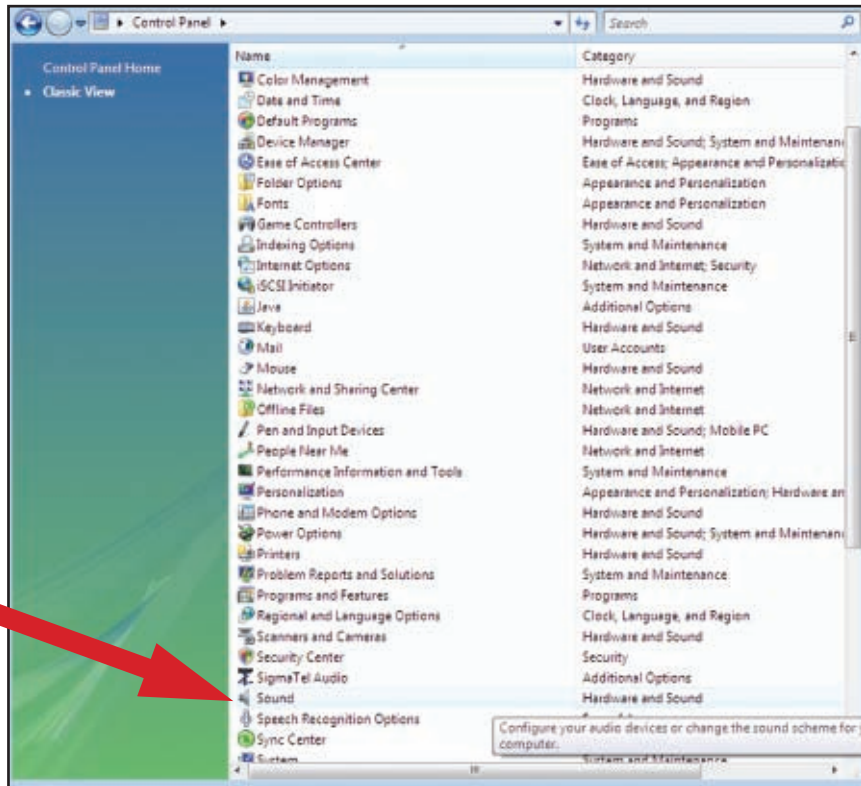 Control Panel
Search
Control Panel Home
Classic View
Name Category
Color Management Hardware and Sound
Date and Time Clock, Language, and Region
Default Programs Programs
Device Manager Hardware and Sound; System and Maintenan
Ease of Access Center Ease of Access; Appearance and Personalizatic
Folder Options Appearance and Personalization
Fonts Appearance and Personalization
Game Controllers Hardware and Sound
Indexing Options System and Maintenance
Internet Options Network and Internet; Security
iSCSI Initiator System and Maintenance
Java Additional Options
Keyboard Hardware and Sound
Mail User Accounts
Mouse Hardware and Sound
Network and Sharing Center Network and Internet
Offline Files Network and Internet
Pen and Input Devices Hardware and Sound; Mobile PC
People Near Me Network and Internet
Performance Information and Tools System and Maintenance
Personalization Appearance and Personalization; Hardware an
Phone and Modem Options Hardware and Sound
Power Options Hardware and Sound; System and Maintenan
Printers Hardware and Sound
Problem Reports and Solutions System and Maintenance
Programs and Features Programs
Regional and Language Options Clock, Language, and Region
Scanners and Cameras Hardware and Sound
Security Center Security
SigmaTel Audio Additional Options
Sound Hardware and Sound
Speech Recognition Options
Configure your audio devices or change the sound scheme for
computer.
Sync Center
System System and Maintenance